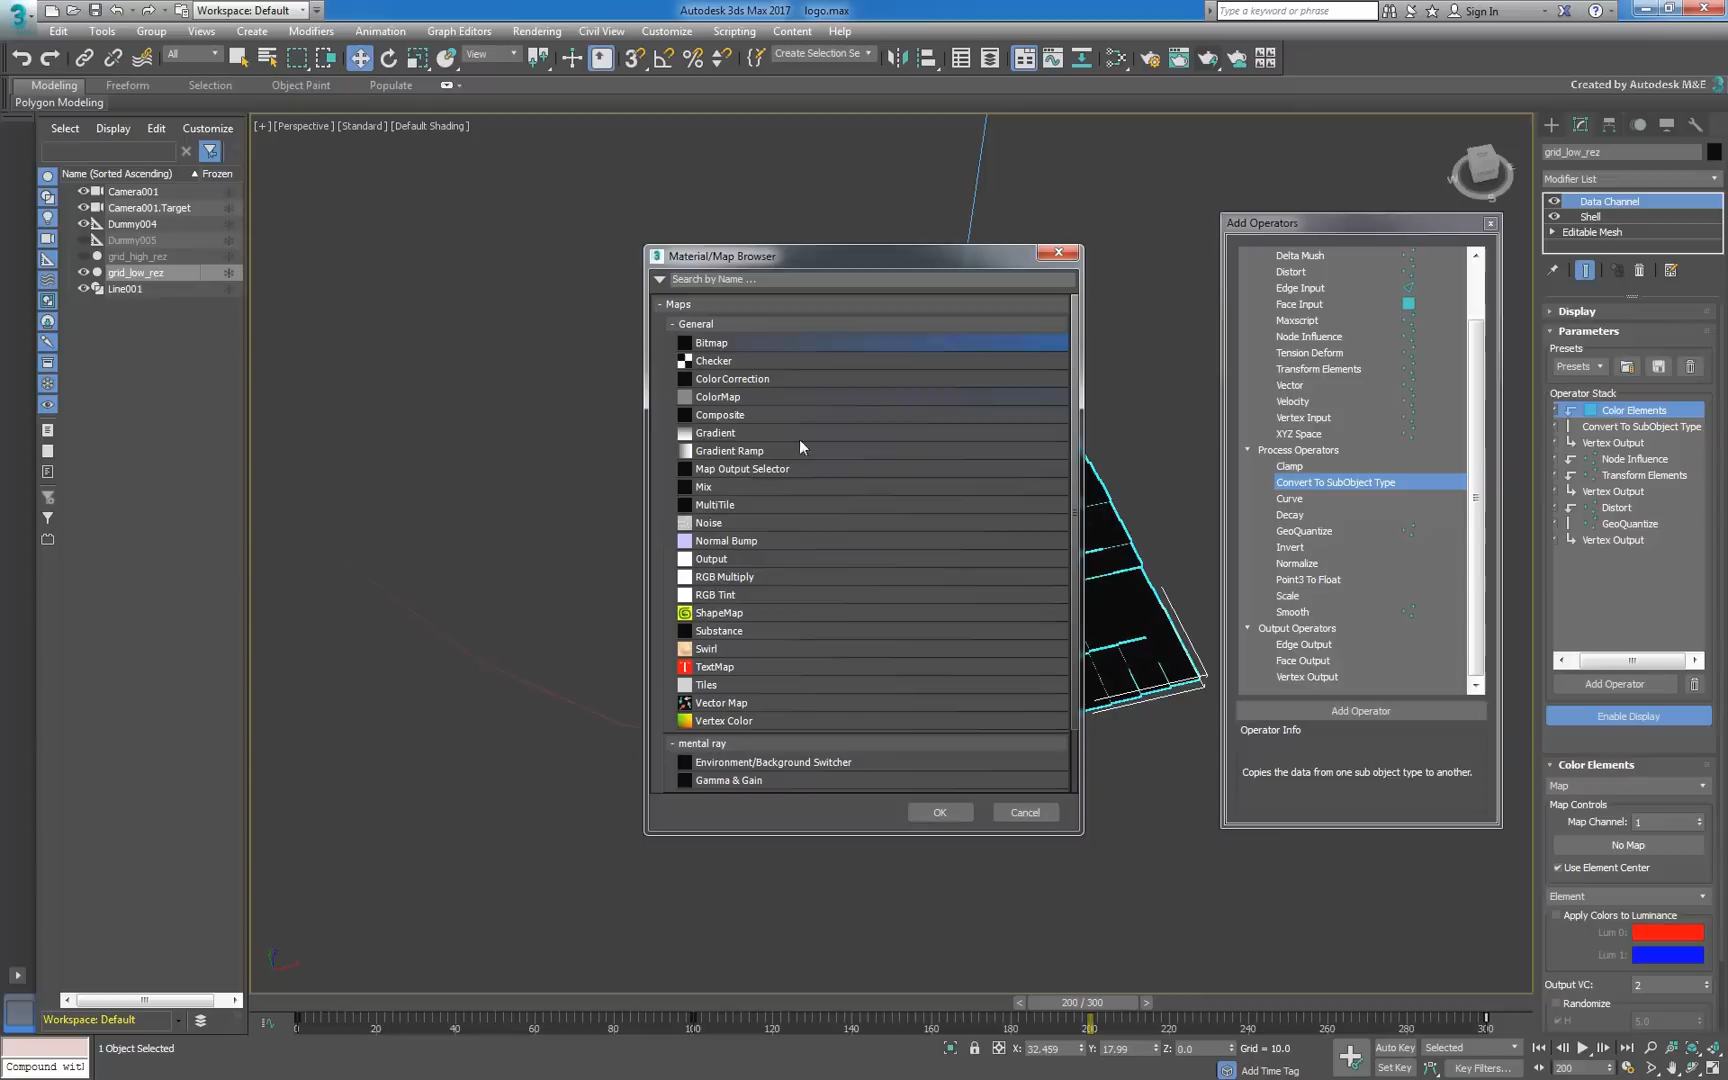 Workspace: Default
Autodesk 3ds Max 2017 logo.max
Type a keyword or phrase
Sign In
Edit Tools Group Views Create Modifiers Animation Graph Editors Rendering Civil View Customize Scripting Content Help
All
View
Create Selection Se
Modeling Freeform Selection Object Paint Populate
Created by Autodesk M&E
Polygon Modeling
Select Display Edit Customize
Name (Sorted Ascending) Frozen
Camera001
Camera001.Target
Dummy004
Dummy005
grid_high_rez
grid_low_rez
Line001
[+] [Perspective] [Standard] [Default Shading]
Material/Map Browser
Search by Name ...
- Maps
- General
Bitmap
Checker
ColorCorrection
ColorMap
Composite
Gradient
Gradient Ramp
Map Output Selector
Mix
MultiTile
Noise
Normal Bump
Output
RGB Multiply
RGB Tint
ShapeMap
Substance
Swirl
TextMap
Tiles
Vector Map
Vertex Color
- mental ray
Environment/Background Switcher
Gamma & Gain
OK Cancel
Add Operators
Delta Mush
Distort
Edge Input
Face Input
Maxscript
Node Influence
Tension Deform
Transform Elements
Vector
Velocity
Vertex Input
XYZ Space
Process Operators
Clamp
Convert To SubObject Type
Curve
Decay
GeoQuantize
Invert
Normalize
Point3 To Float
Scale
Smooth
Output Operators
Edge Output
Face Output
Vertex Output
Add Operator
Operator Info
Copies the data from one sub object type to another.
grid_low_rez
Modifier List
Data Channel
Shell
Editable Mesh
Display
Parameters
Presets
Presets
Operator Stack
Color Elements
Convert To SubObject Type
Vertex Output
Node Influence
Transform Elements
Vertex Output
Distort
GeoQuantize
Vertex Output
Add Operator
Enable Display
Color Elements
Map
Map Controls
Map Channel: 1
No Map
Use Element Center
Element
Apply Colors to Luminance
Lum 0:
Lum 1:
Output VC: 2
Randomize
H 5.0
< 200 / 300 >
0 20 40 60 80 100 120 140 160 180 200 220 240 260 280 300
Workspace: Default
1 Object Selected
X: 32.459 Y: 17.99 Z: 0.0 Grid = 10.0
Auto Key Selected
Compound witl
Add Time Tag
Set Key Key Filters...
200